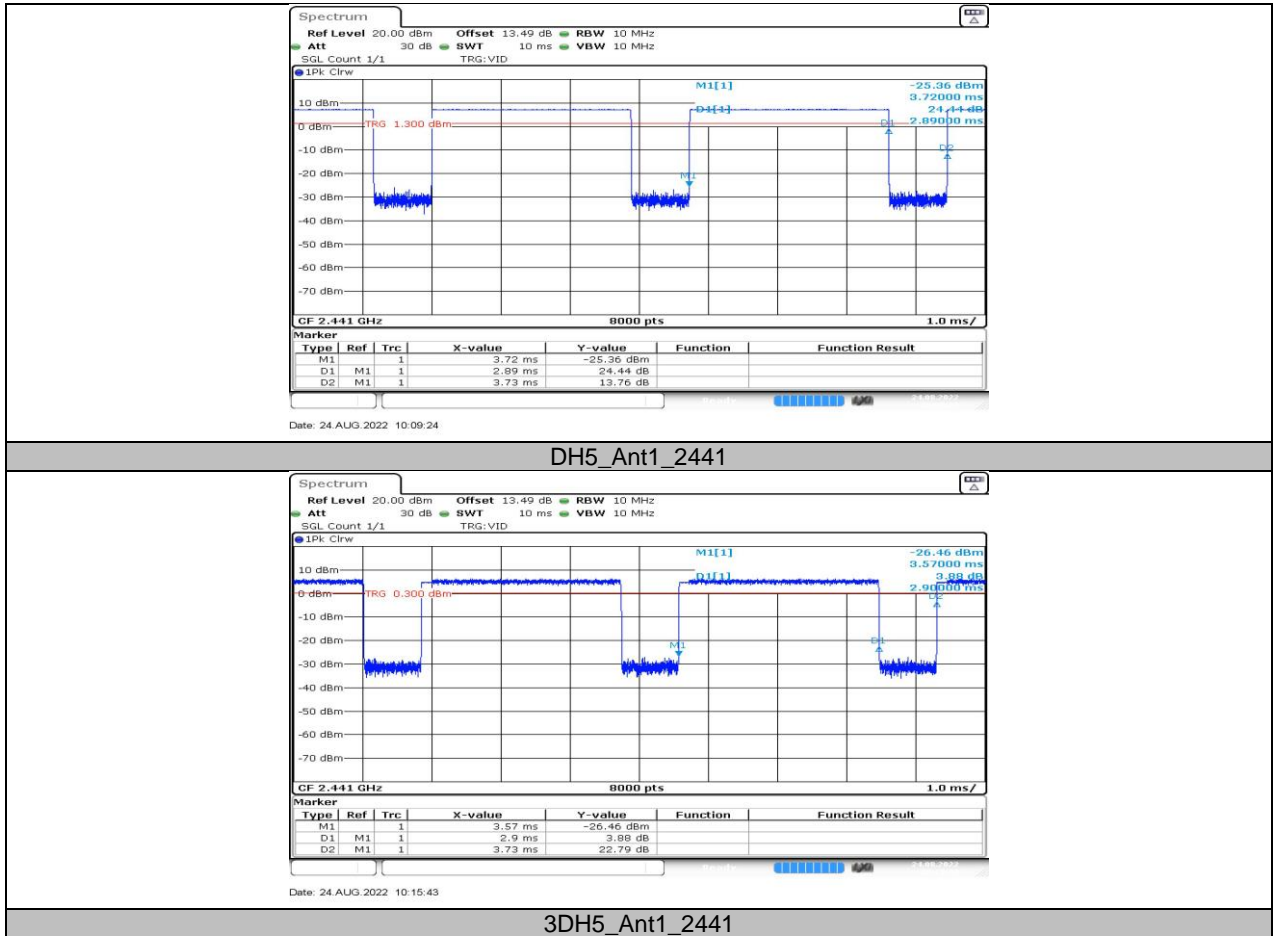 Spectrum
Ref Level 20.00 dBm Offset 13.49 dB RBW 10 MHz
Att 30 dB SWT 10 ms VBW 10 MHz
SGL Count 1/1 TRG:VID
1Pk Clrw
M1[1] -25.36 dBm
3.72000 ms
10 dBm
D1[1] 24.44 dB
2.89000 ms
0 dBm TRG 1.300 dBm D1
-10 dBm D2
-20 dBm M1
-30 dBm
-40 dBm
-50 dBm
-60 dBm
-70 dBm
CF 2.441 GHz 8000 pts 1.0 ms/
Marker
Type Ref Trc X-value Y-value Function Function Result
M1 1 3.72 ms -25.36 dBm
D1 M1 1 2.89 ms 24.44 dB
D2 M1 1 3.73 ms 13.76 dB
Date: 24.AUG.2022 10:09:24
DH5_Ant1_2441
Spectrum
Ref Level 20.00 dBm Offset 13.49 dB RBW 10 MHz
Att 30 dB SWT 10 ms VBW 10 MHz
SGL Count 1/1 TRG:VID
1Pk Clrw
M1[1] -26.46 dBm
3.57000 ms
10 dBm
D1[1] 3.88 dB
2.90000 ms
0 dBm TRG 0.300 dBm D2
-10 dBm
-20 dBm M1 D1
-30 dBm
-40 dBm
-50 dBm
-60 dBm
-70 dBm
CF 2.441 GHz 8000 pts 1.0 ms/
Marker
Type Ref Trc X-value Y-value Function Function Result
M1 1 3.57 ms -26.46 dBm
D1 M1 1 2.9 ms 3.88 dB
D2 M1 1 3.73 ms 22.79 dB
Date: 24.AUG.2022 10:15:43
3DH5_Ant1_2441